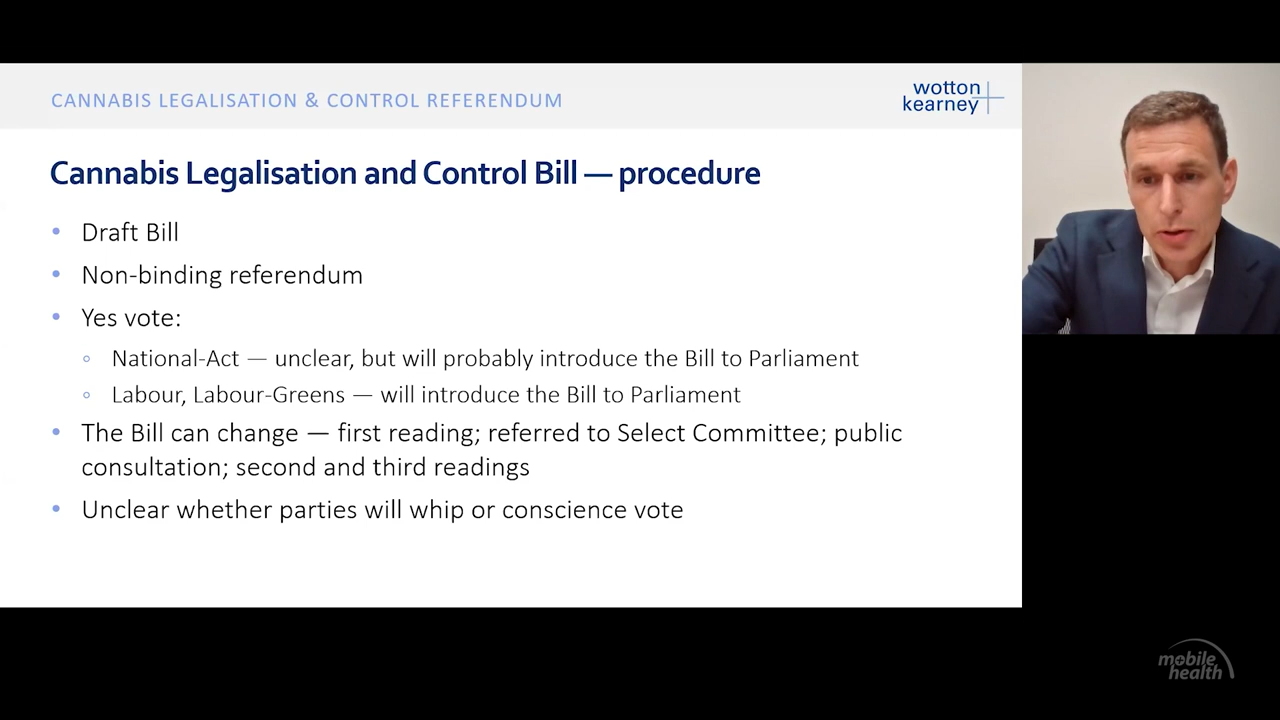 CANNABIS LEGALISATION & CONTROL REFERENDUM
wotton
kearney
Cannabis Legalisation and Control Bill — procedure
• Draft Bill
• Non-binding referendum
• Yes vote:
◦ National-Act — unclear, but will probably introduce the Bill to Parliament
◦ Labour, Labour-Greens — will introduce the Bill to Parliament
• The Bill can change — first reading; referred to Select Committee; public
consultation; second and third readings
• Unclear whether parties will whip or conscience vote
mobile
health